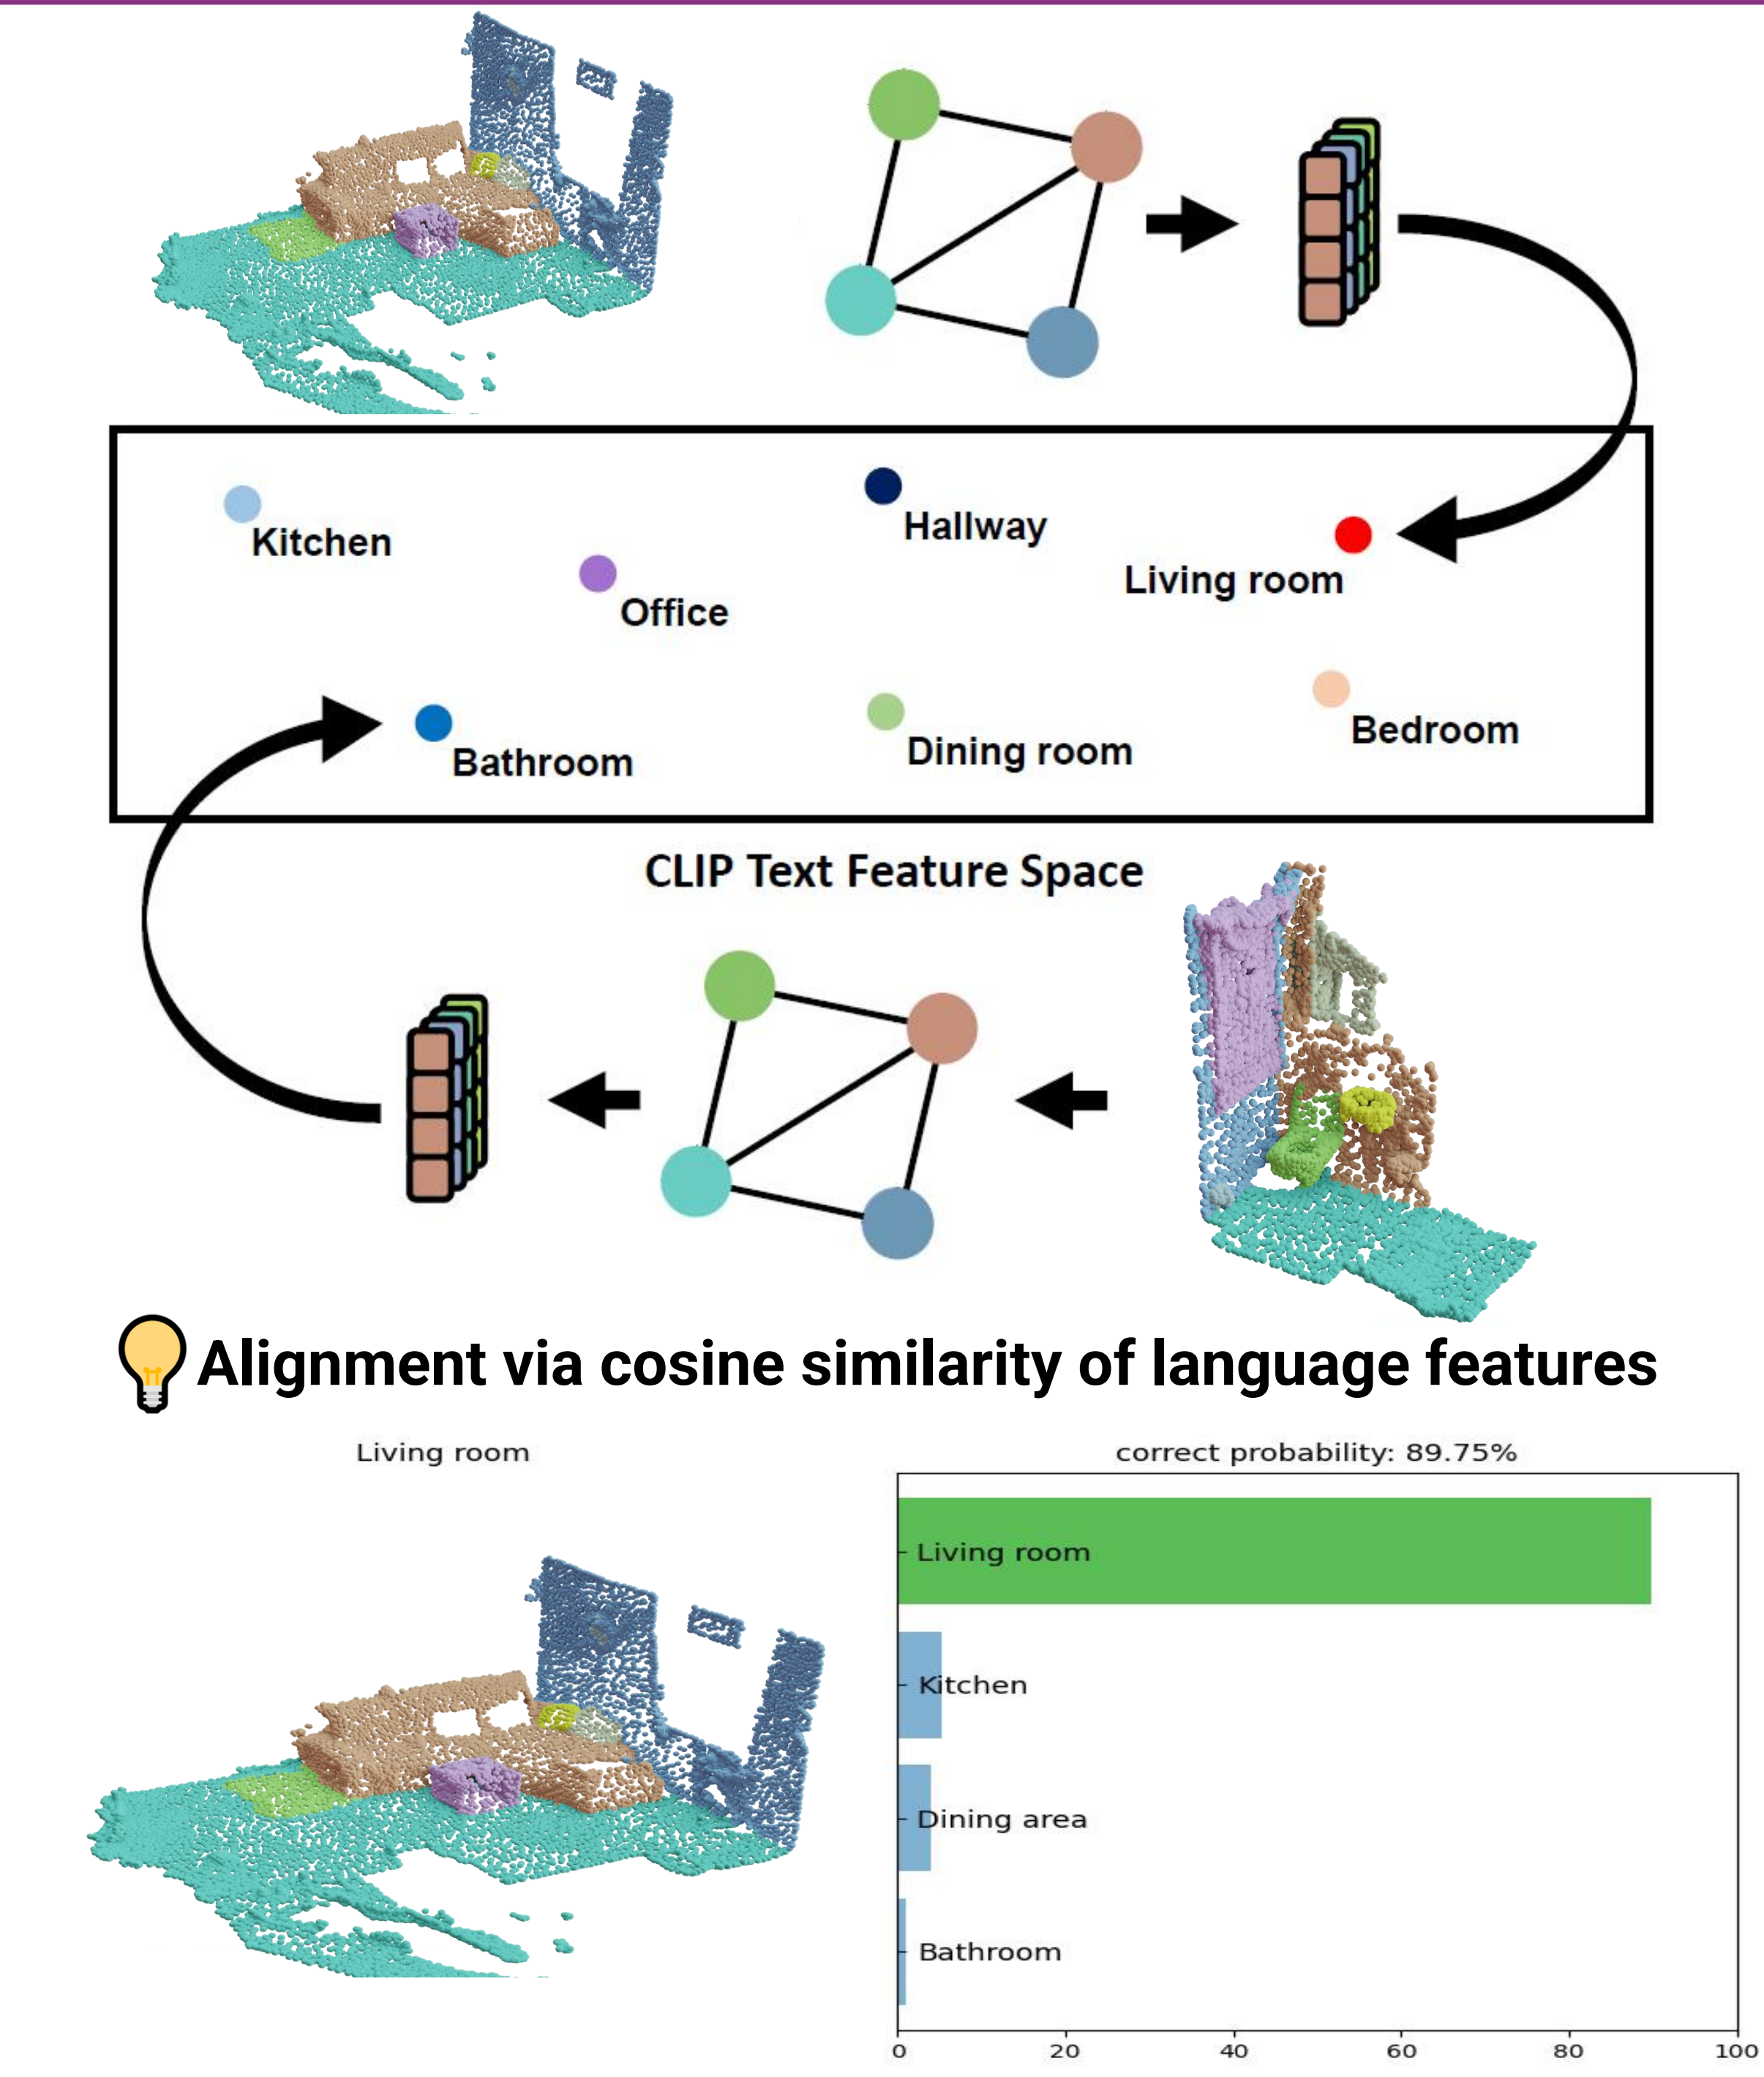 Kitchen
Hallway
Office
Living room
Bathroom
Dining room
Bedroom
CLIP Text Feature Space
Alignment via cosine similarity of language features
Living room
correct probability: 89.75%
Living room
Kitchen
Dining area
Bathroom
0 20 40 60 80 100